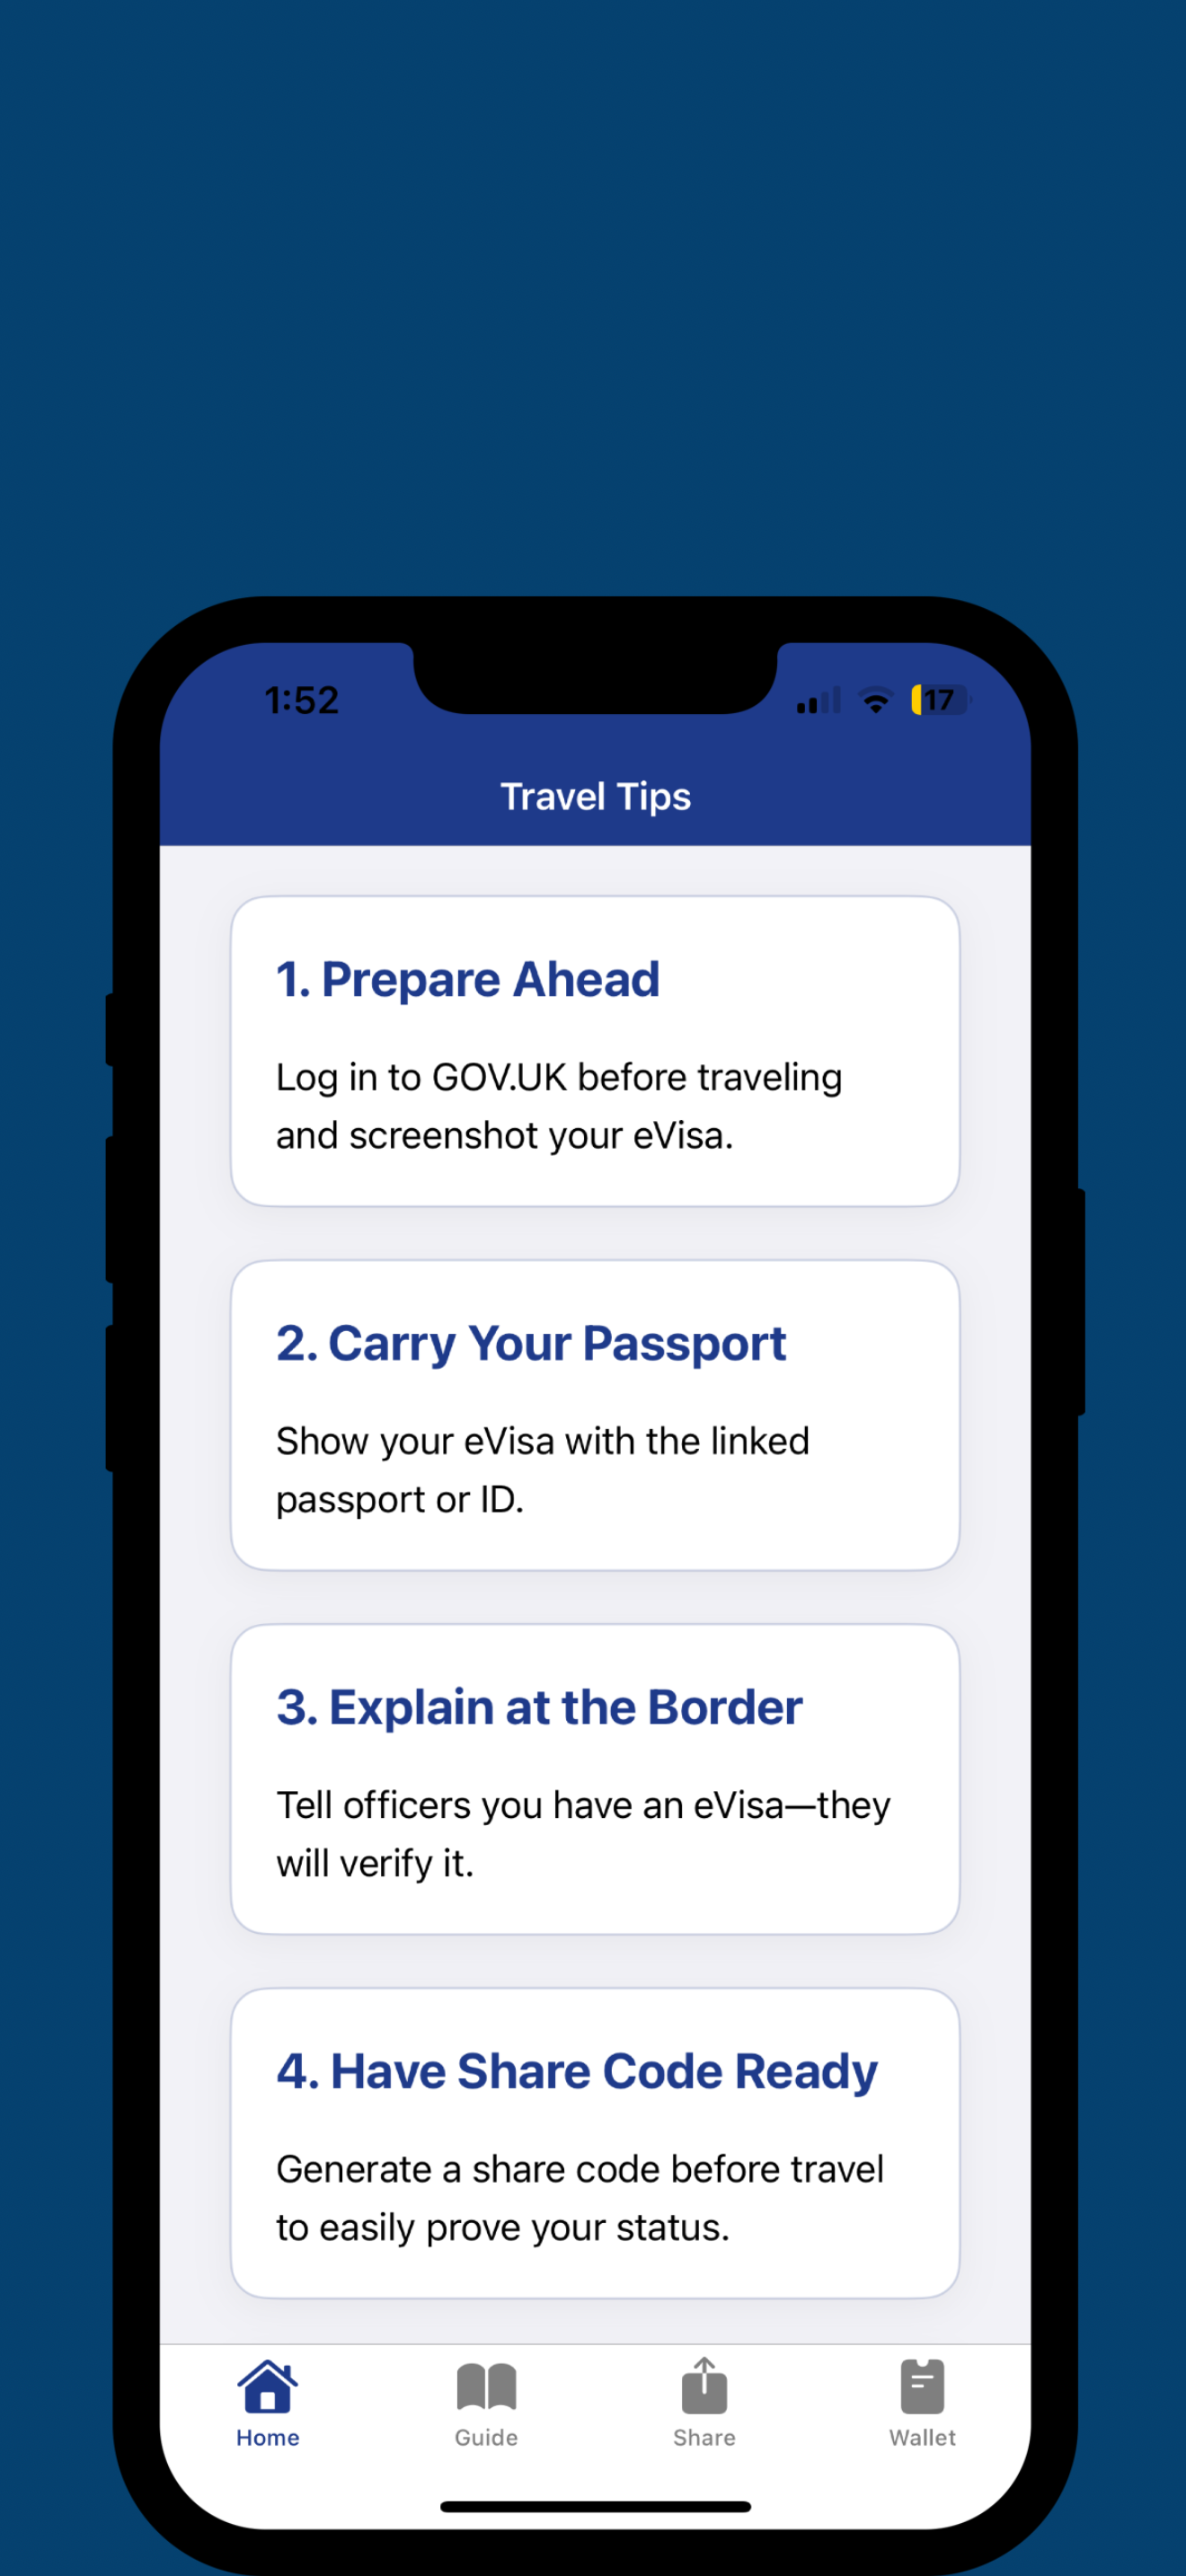 1:52
17
Travel Tips
1. Prepare Ahead
Log in to GOV.UK before traveling
and screenshot your eVisa.
2. Carry Your Passport
Show your eVisa with the linked
passport or ID.
3. Explain at the Border
Tell officers you have an eVisa—they
will verify it.
4. Have Share Code Ready
Generate a share code before travel
to easily prove your status.
Home Guide Share Wallet